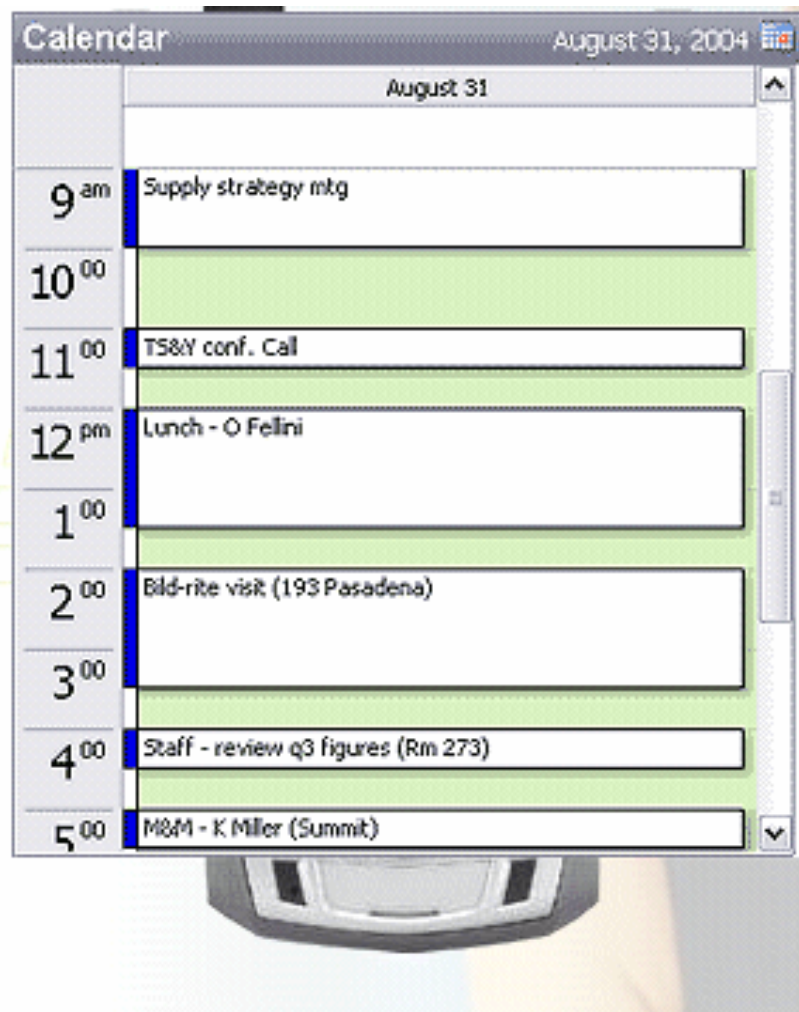 Calendar August 31, 2004
August 31
9 am Supply strategy mtg
10 00
11 00 TS&Y conf. Call
12 pm Lunch - O Fellini
1 00
2 00 Bild-rite visit (193 Pasadena)
3 00
4 00 Staff - review q3 figures (Rm 273)
5 00 M&M - K Miller (Summit)